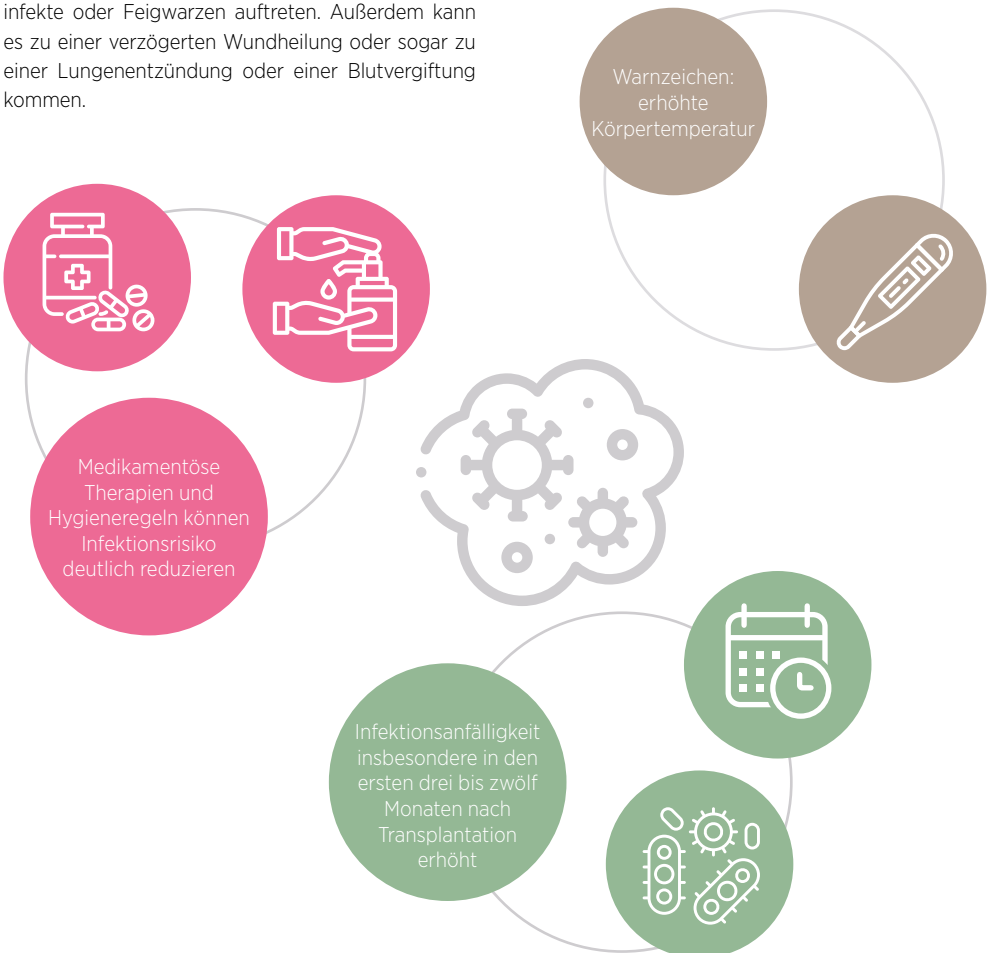 infekte oder Feigwarzen auftreten. Außerdem kann
es zu einer verzögerten Wundheilung oder sogar zu
einer Lungenentzündung oder einer Blutvergiftung
kommen.
Warnzeichen:
erhöhte
Körpertemperatur
Medikamentöse
Therapien und
Hygieneregeln können
Infektionsrisiko
deutlich reduzieren
Infektionsanfälligkeit
insbesondere in den
ersten drei bis zwölf
Monaten nach
Transplantation
erhöht